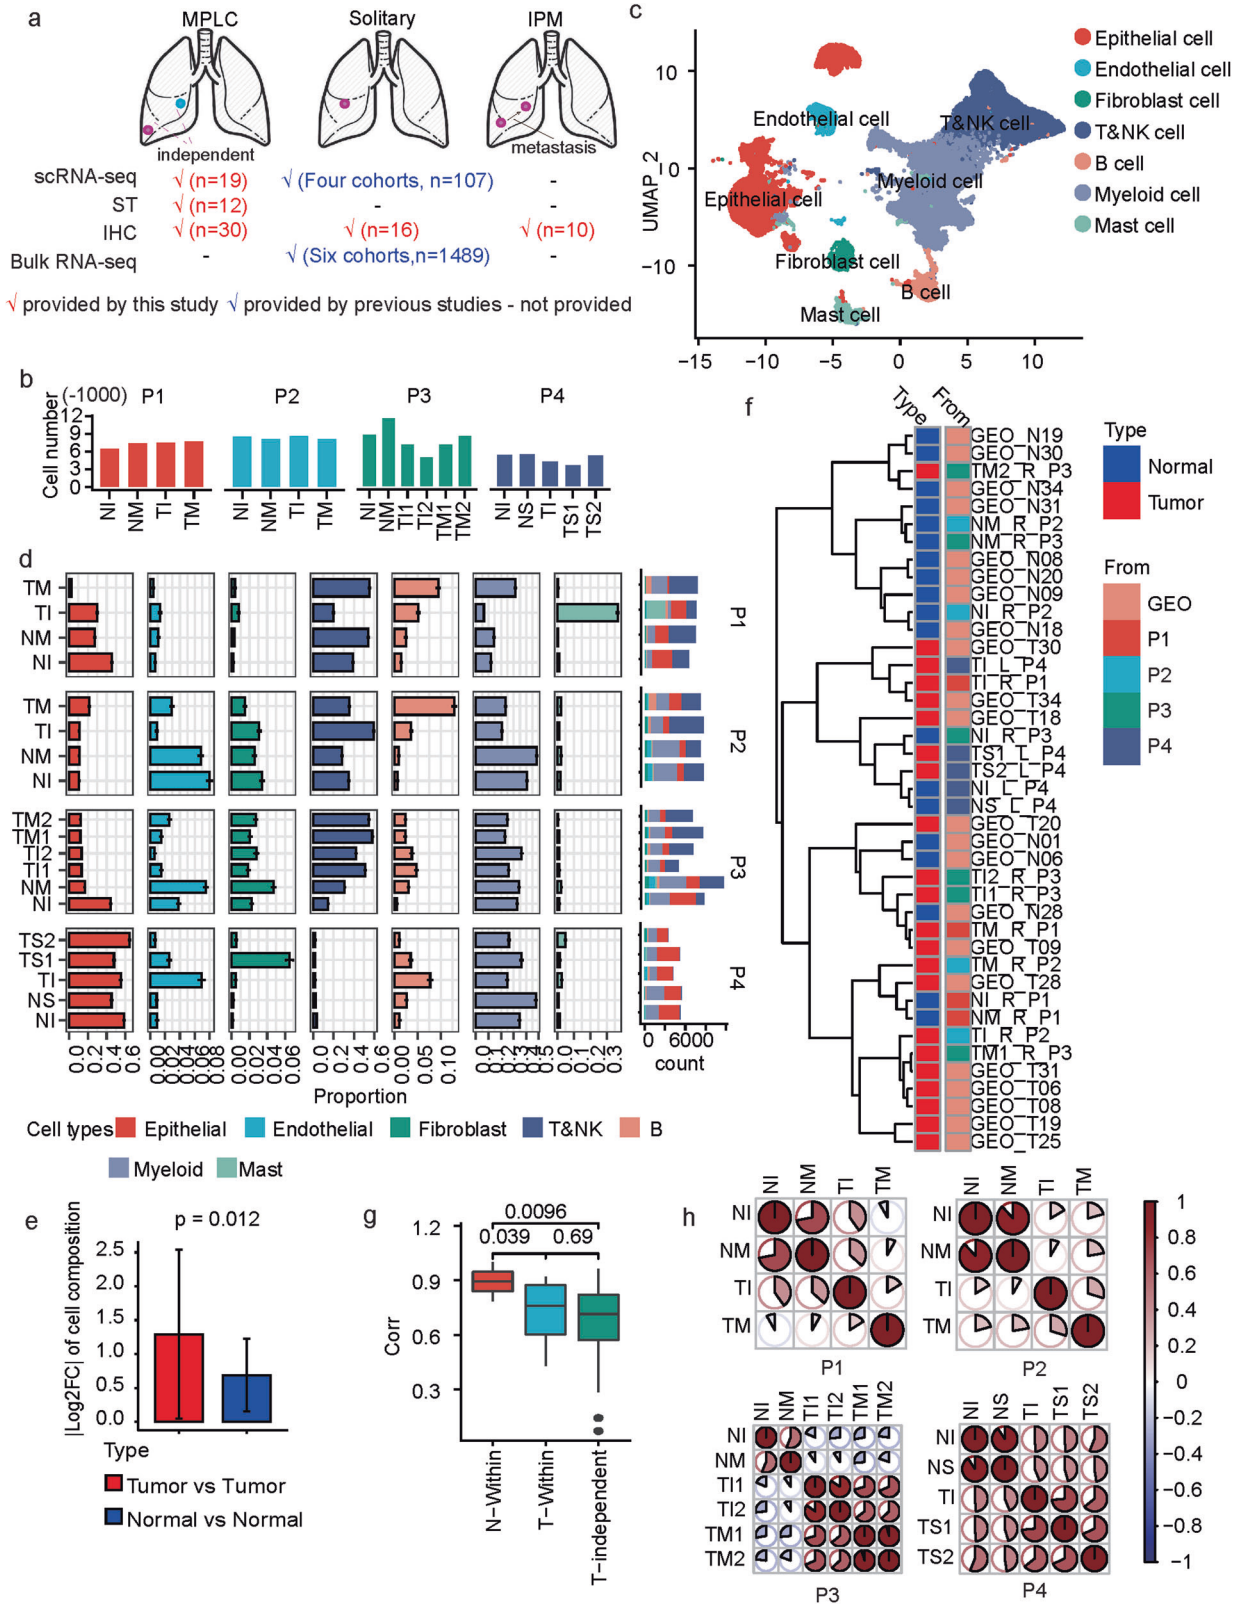 a
MPLC Solitary IPM
independent
metastasis
scRNA-seq √ (n=19) √ (Four cohorts, n=107) -
ST √ (n=12) - -
IHC √ (n=30) √ (n=16) √ (n=10)
Bulk RNA-seq - √ (Six cohorts,n=1489) -
√ provided by this study √ provided by previous studies - not provided
b
(-1000) P1 P2 P3 P4
Cell number
12
9
6
3
0
NI NM TI TM
NI NM TI TM
NI NM TI1 TI2 TM1 TM2
NI NS TI TS1 TS2
c
UMAP_2
10
10
−10
−15 −10 −5 0 5 10
Endothelial cell
T&NK cell
Myeloid cell
Epithelial cell
Fibroblast cell
B cell
Mast cell
Epithelial cell
Endothelial cell
Fibroblast cell
T&NK cell
B cell
Myeloid cell
Mast cell
d
TM
TI
NM
NI
P1
TM
TI
NM
NI
P2
TM2
TM1
TI2
TI1
NM
NI
P3
TS2
TS1
TI
NS
NI
P4
0.0 0.2 0.4 0.6
0.00 0.02 0.04 0.06 0.08
0.00 0.02 0.04 0.06
0.0 0.2 0.4 0.6
0.00 0.05 0.10
0.0 0.1 0.2 0.3 0.4 0.5
0.0 0.1 0.2 0.3
0 6000
count
Proportion
Cell types Epithelial Endothelial Fibroblast T&NK B
Myeloid Mast
e
p = 0.012
|Log2FC| of cell composition
2.5
2.0
1.5
1.0
0.5
0.0
Type
Tumor vs Tumor
Normal vs Normal
f
Type From
GEO_N19
GEO_N30
TM2_R_P3
GEO_N34
GEO_N31
NM_R_P2
NM_R_P3
GEO_N08
GEO_N20
GEO_N09
NI_R_P2
GEO_N18
GEO_T30
TI_L_P4
TI_R_P1
GEO_T34
GEO_T18
NI_R_P3
TS1_L_P4
TS2_L_P4
NI_L_P4
NS_L_P4
GEO_T20
GEO_N01
GEO_N06
TI2_R_P3
TI1_R_P3
GEO_N28
TM_R_P1
GEO_T09
TM_R_P2
GEO_T28
NI_R_P1
NM_R_P1
TI_R_P2
TM1_R_P3
GEO_T31
GEO_T06
GEO_T08
GEO_T19
GEO_T25
Type
Normal
Tumor
From
GEO
P1
P2
P3
P4
g
0.0096
0.039 0.69
Corr
1.2
0.9
0.6
0.3
N−Within
T−Within
T−independent
h
NI NM TI TM
NI
NM
TI
TM
P1
NI NM TI TM
NI
NM
TI
TM
P2
NI NM TI1 TI2 TM1 TM2
NI
NM
TI1
TI2
TM1
TM2
P3
NI NS TI TS1 TS2
NI
NS
TI
TS1
TS2
P4
1
0.8
0.6
0.4
0.2
0
−0.2
−0.4
−0.6
−0.8
−1